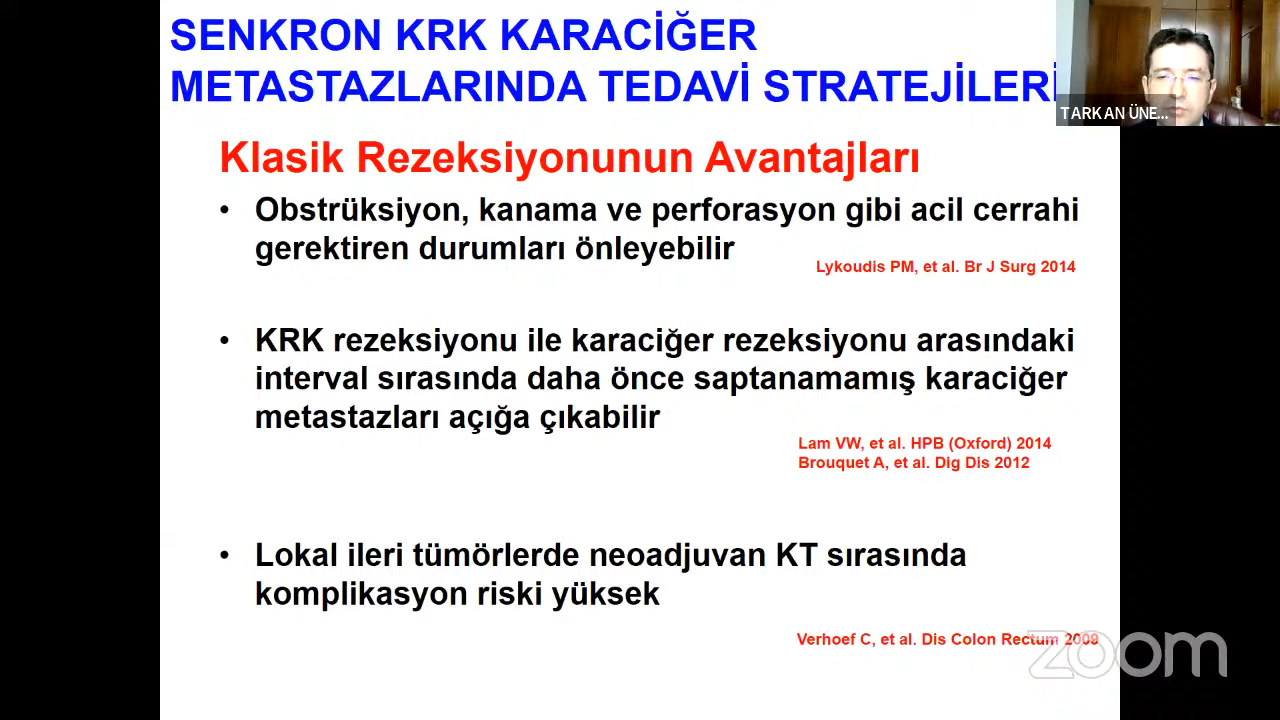 SENKRON KRK KARACİĞER
METASTAZLARINDA TEDAVİ STRATEJİLERİ
TARKAN ÜNE...
Klasik Rezeksiyonunun Avantajları
• Obstrüksiyon, kanama ve perforasyon gibi acil cerrahi
gerektiren durumları önleyebilir
Lykoudis PM, et al. Br J Surg 2014
• KRK rezeksiyonu ile karaciğer rezeksiyonu arasındaki
interval sırasında daha önce saptanamamış karaciğer
metastazları açığa çıkabilir
Lam VW, et al. HPB (Oxford) 2014
Brouquet A, et al. Dig Dis 2012
• Lokal ileri tümörlerde neoadjuvan KT sırasında
komplikasyon riski yüksek
Verhoef C, et al. Dis Colon Rectum 2009
zoom